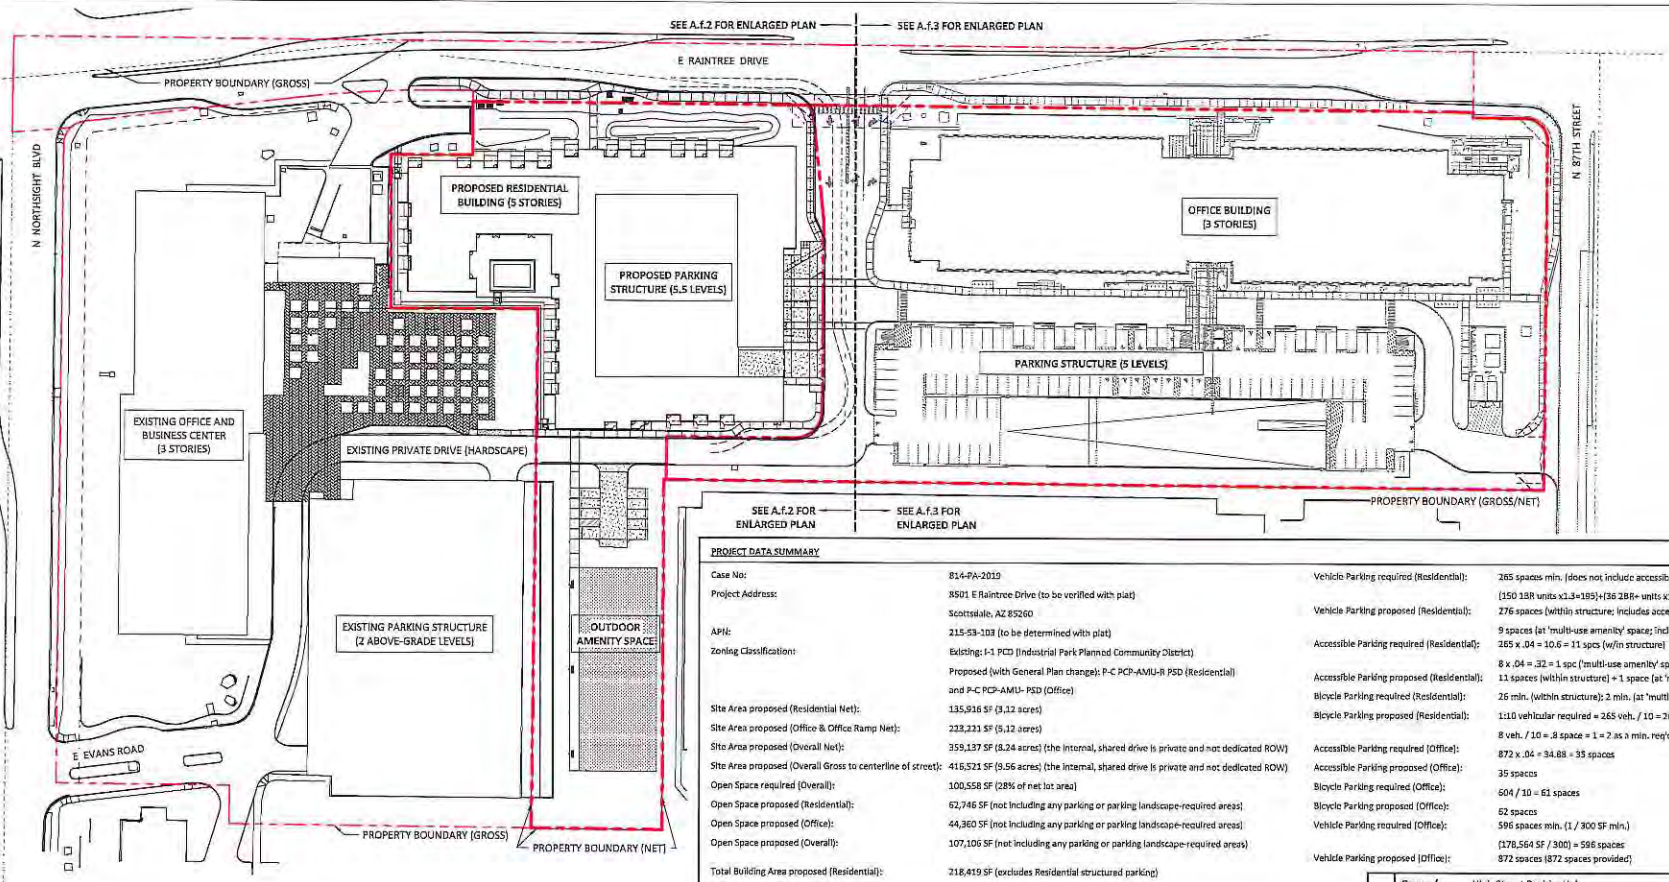 SEE A.f.2 FOR ENLARGED PLAN
SEE A.f.3 FOR ENLARGED PLAN
E RAINTREE DRIVE
PROPERTY BOUNDARY (GROSS)
N NORTHSIGHT BLVD
N 87TH STREET
PROPOSED RESIDENTIAL
BUILDING (5 STORIES)
OFFICE BUILDING
(3 STORIES)
PROPOSED PARKING
STRUCTURE (5.5 LEVELS)
PARKING STRUCTURE (5 LEVELS)
EXISTING OFFICE AND
BUSINESS CENTER
(3 STORIES)
EXISTING PRIVATE DRIVE (HARDSCAPE)
PROPERTY BOUNDARY (GROSS/NET)
SEE A.f.2 FOR
ENLARGED PLAN
SEE A.f.3 FOR
ENLARGED PLAN
EXISTING PARKING STRUCTURE
(2 ABOVE-GRADE LEVELS)
OUTDOOR
AMENITY SPACE
E EVANS ROAD
PROPERTY BOUNDARY (GROSS)
PROPERTY BOUNDARY (NET)
PROJECT DATA SUMMARY
Case No: 814-PA-2019
Project Address: 8501 E Raintree Drive (to be verified with plat)
Scottsdale, AZ 85260
APN: 215-53-103 (to be determined with plat)
Zoning Classification: Existing: I-1 PCD (Industrial Park Planned Community District)
Proposed (with General Plan change): P-C PCP-AMU-R PSD (Residential)
and P-C PCP-AMU- PSD (Office)
Site Area proposed (Residential Net): 135,916 SF (3.12 acres)
Site Area proposed (Office & Office Ramp Net): 223,221 SF (5.12 acres)
Site Area proposed (Overall Net): 359,137 SF (8.24 acres) (the internal, shared drive is private and not dedicated ROW)
Site Area proposed (Overall Gross to centerline of street): 416,521 SF (9.56 acres) (the internal, shared drive is private and not dedicated ROW)
Open Space required (Overall): 100,558 SF (28% of net lot area)
Open Space proposed (Residential): 62,746 SF (not including any parking or parking landscape-required areas)
Open Space proposed (Office): 44,360 SF (not including any parking or parking landscape-required areas)
Open Space proposed (Overall): 107,106 SF (not including any parking or parking landscape-required areas)
Total Building Area proposed (Residential): 218,419 SF (excludes Residential structured parking)
Vehicle Parking required (Residential): 265 spaces min. (does not include accessib
(150 1BR units x1.3=195)+(36 2BR+ units x
Vehicle Parking proposed (Residential): 276 spaces (within structure; includes acce
9 spaces (at 'multi-use amenity' space; incl
Accessible Parking required (Residential): 265 x .04 = 10.6 = 11 spcs (w/in structure)
8 x .04 = .32 = 1 spc ('multi-use amenity' sp
Accessible Parking proposed (Residential): 11 spaces (within structure) + 1 space (at 'm
Bicycle Parking required (Residential): 26 min. (within structure); 2 min. (at 'multi
Bicycle Parking proposed (Residential): 1:10 vehicular required = 265 veh. / 10 = 2
8 veh. / 10 = .8 space = 1 = 2 as a min. req'
Accessible Parking required (Office): 872 x .04 = 34.88 = 35 spaces
Accessible Parking proposed (Office): 35 spaces
Bicycle Parking required (Office): 604 / 10 = 61 spaces
Bicycle Parking proposed (Office): 62 spaces
Vehicle Parking required (Office): 596 spaces min. (1 / 300 SF min.)
(178,564 SF / 300) = 596 spaces
Vehicle Parking proposed (Office): 872 spaces (872 spaces provided)